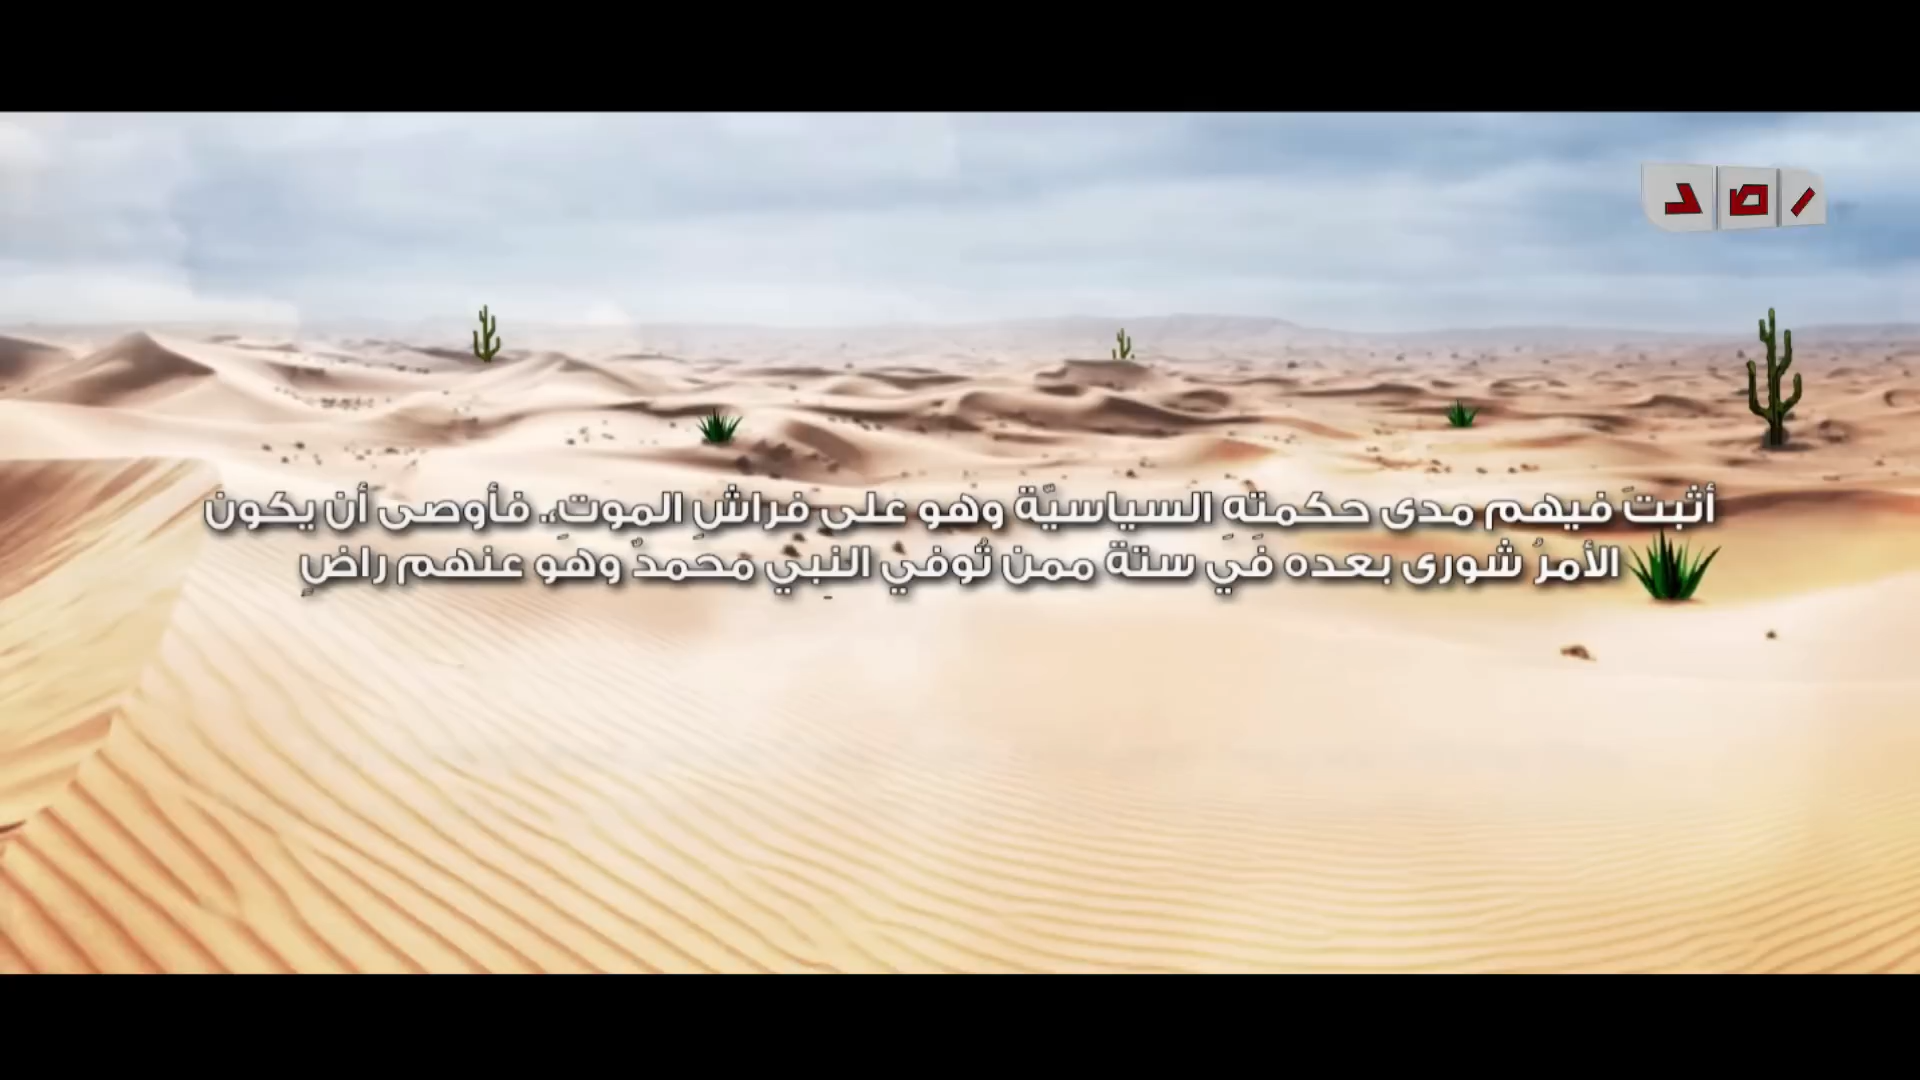 رصد
أثبتَ فيهم مدى حكمتهِ السياسيَّة وهو على فراشِ الموتِ.. فأوصى أن يكون
الأمرُ شورى بعده في ستة ممن تُوفي النبي محمدٌ وهو عنهم راضٍ